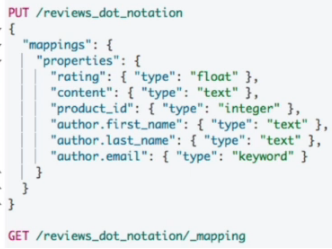 PUT /reviews_dot_notation
{
  "mappings": {
    "properties": {
      "rating": { "type": "float" },
      "content": { "type": "text" },
      "product_id": { "type": "integer" },
      "author.first_name": { "type": "text" },
      "author.last_name": { "type": "text" },
      "author.email": { "type": "keyword" }
    }
  }
}
GET /reviews_dot_notation/_mapping